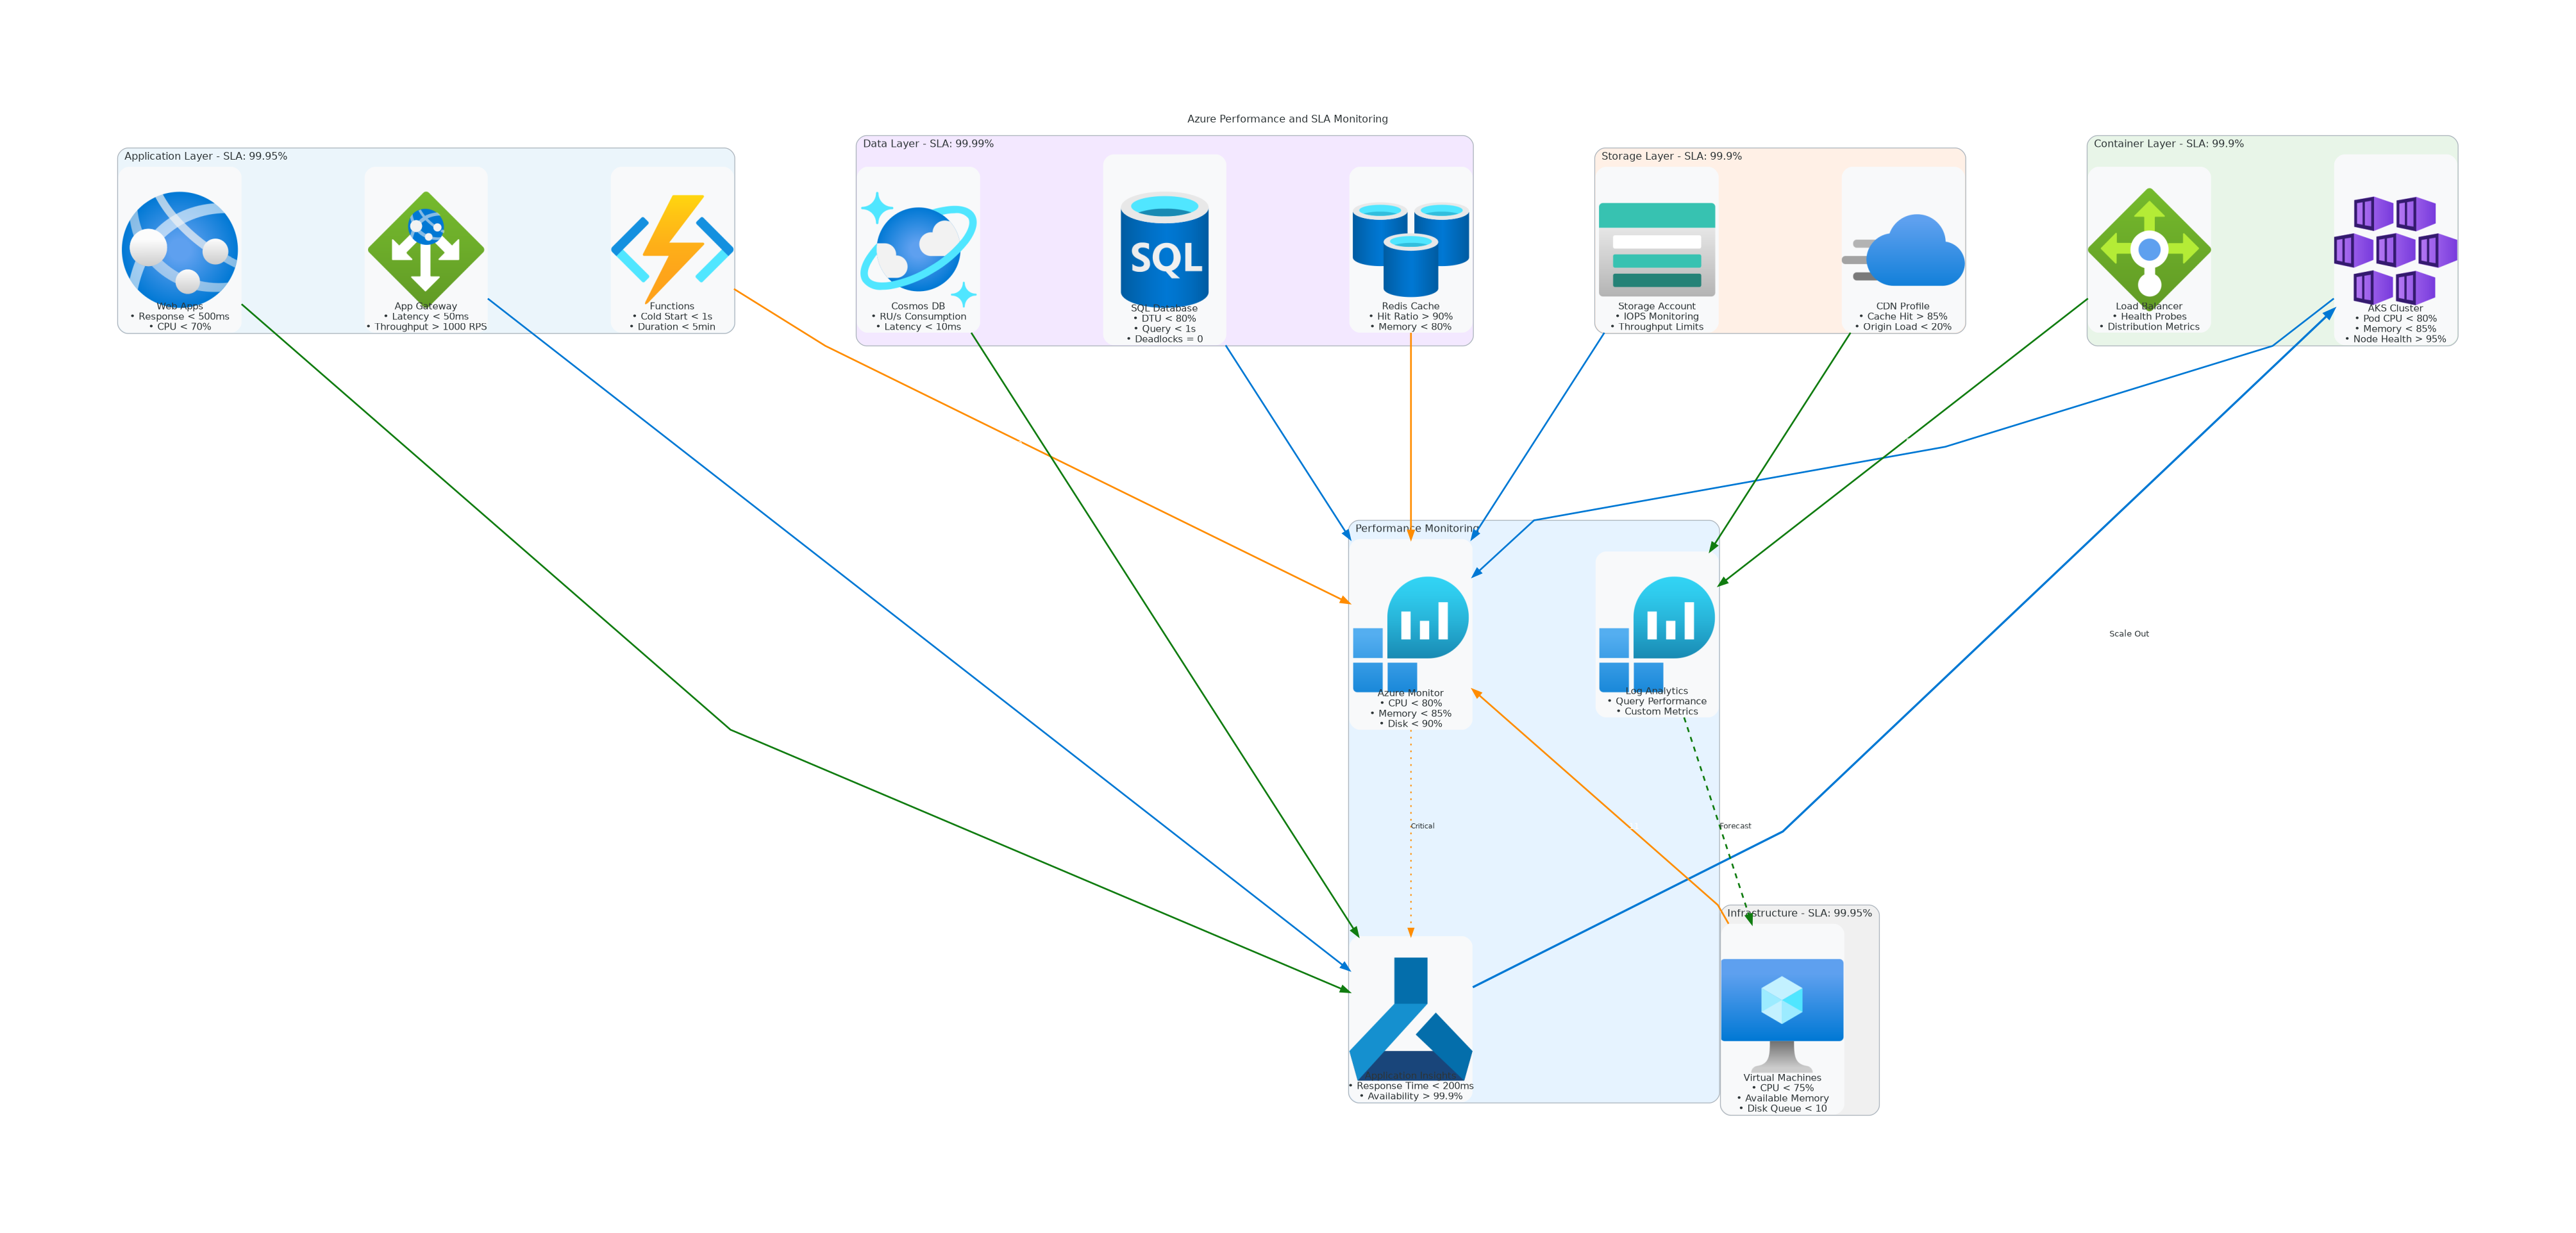 Azure Performance and SLA Monitoring
Application Layer - SLA: 99.95%
Web Apps
• Response < 500ms
• CPU < 70%
App Gateway
• Latency < 50ms
• Throughput > 1000 RPS
Functions
• Cold Start < 1s
• Duration < 5min
Data Layer - SLA: 99.99%
Cosmos DB
• RU/s Consumption
• Latency < 10ms
SQL
SQL Database
• DTU < 80%
• Query < 1s
• Deadlocks = 0
Redis Cache
• Hit Ratio > 90%
• Memory < 80%
Storage Layer - SLA: 99.9%
Storage Account
• IOPS Monitoring
• Throughput Limits
CDN Profile
• Cache Hit > 85%
• Origin Load < 20%
Container Layer - SLA: 99.9%
Load Balancer
• Health Probes
• Distribution Metrics
AKS Cluster
• Pod CPU < 80%
• Memory < 85%
• Node Health > 95%
Performance Monitoring
Azure Monitor
• CPU < 80%
• Memory < 85%
• Disk < 90%
Log Analytics
• Query Performance
• Custom Metrics
Scale Out
Critical
Forecast
• Response Time < 200ms
• Availability > 99.9%
Infrastructure - SLA: 99.95%
Virtual Machines
• CPU < 75%
• Available Memory
• Disk Queue < 10